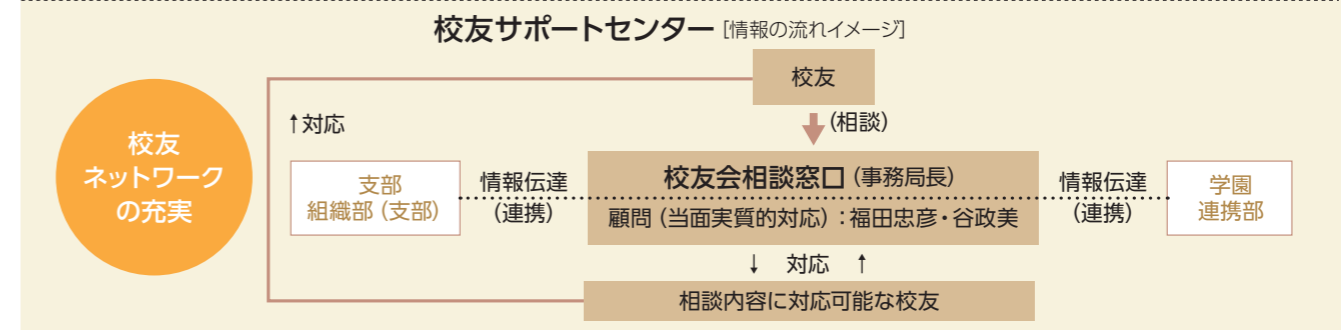 校友サポートセンター [情報の流れイメージ]
校友
ネットワーク
の充実
校友
↑対応
(相談)
支部
組織部(支部)
情報伝達
(連携)
校友会相談窓口(事務局長)
顧問(当面実質的対応):福田忠彦・谷政美
情報伝達
(連携)
学園
連携部
↓ 対応 ↑
相談内容に対応可能な校友